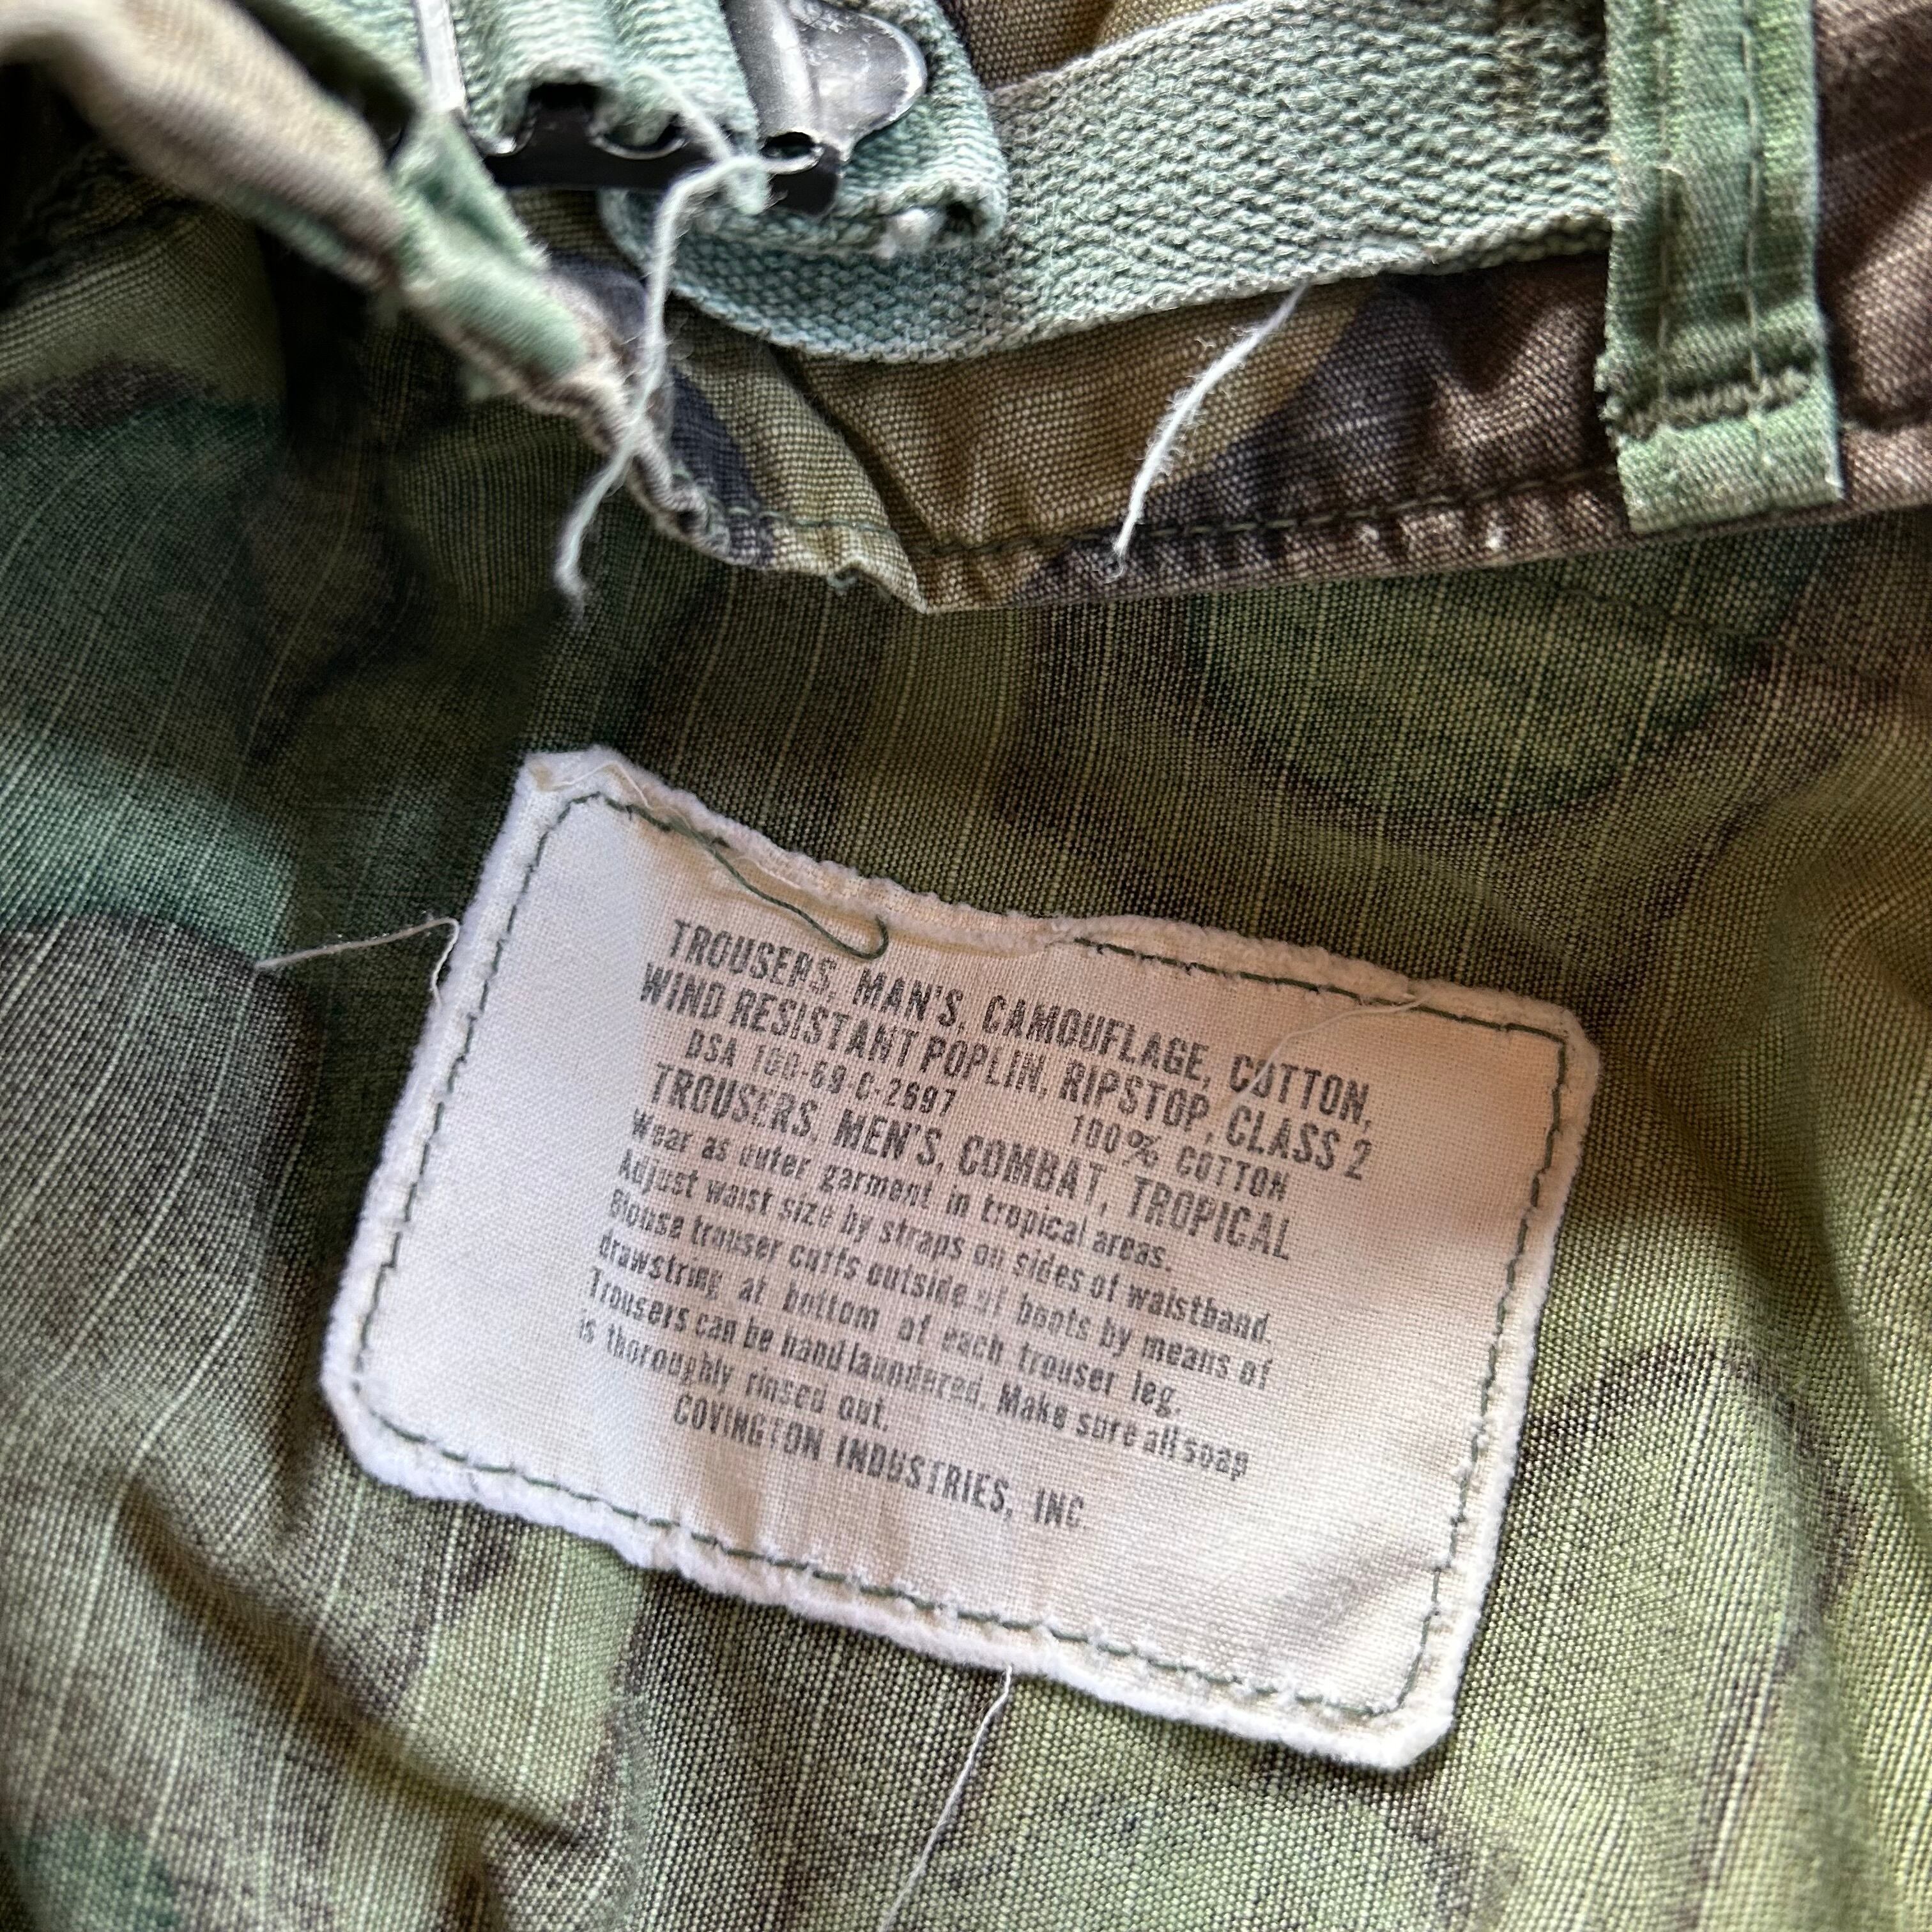 TROUSERS, MAN'S, CAMOUFLAGE, COTTON,
WIND RESISTANT POPLIN, RIPSTOP, CLASS 2
DSA 100-69-C-2697 100% COTTON
TROUSERS, MEN'S, COMBAT, TROPICAL
Wear as outer garment in tropical areas.
Adjust waist size by straps on sides of waistband.
Blouse trouser cuffs outside of boots by means of
drawstring at bottom of each trouser leg.
Trousers can be hand laundered. Make sure all soap
is thoroughly rinsed out.
COVINGTON INDUSTRIES, INC.